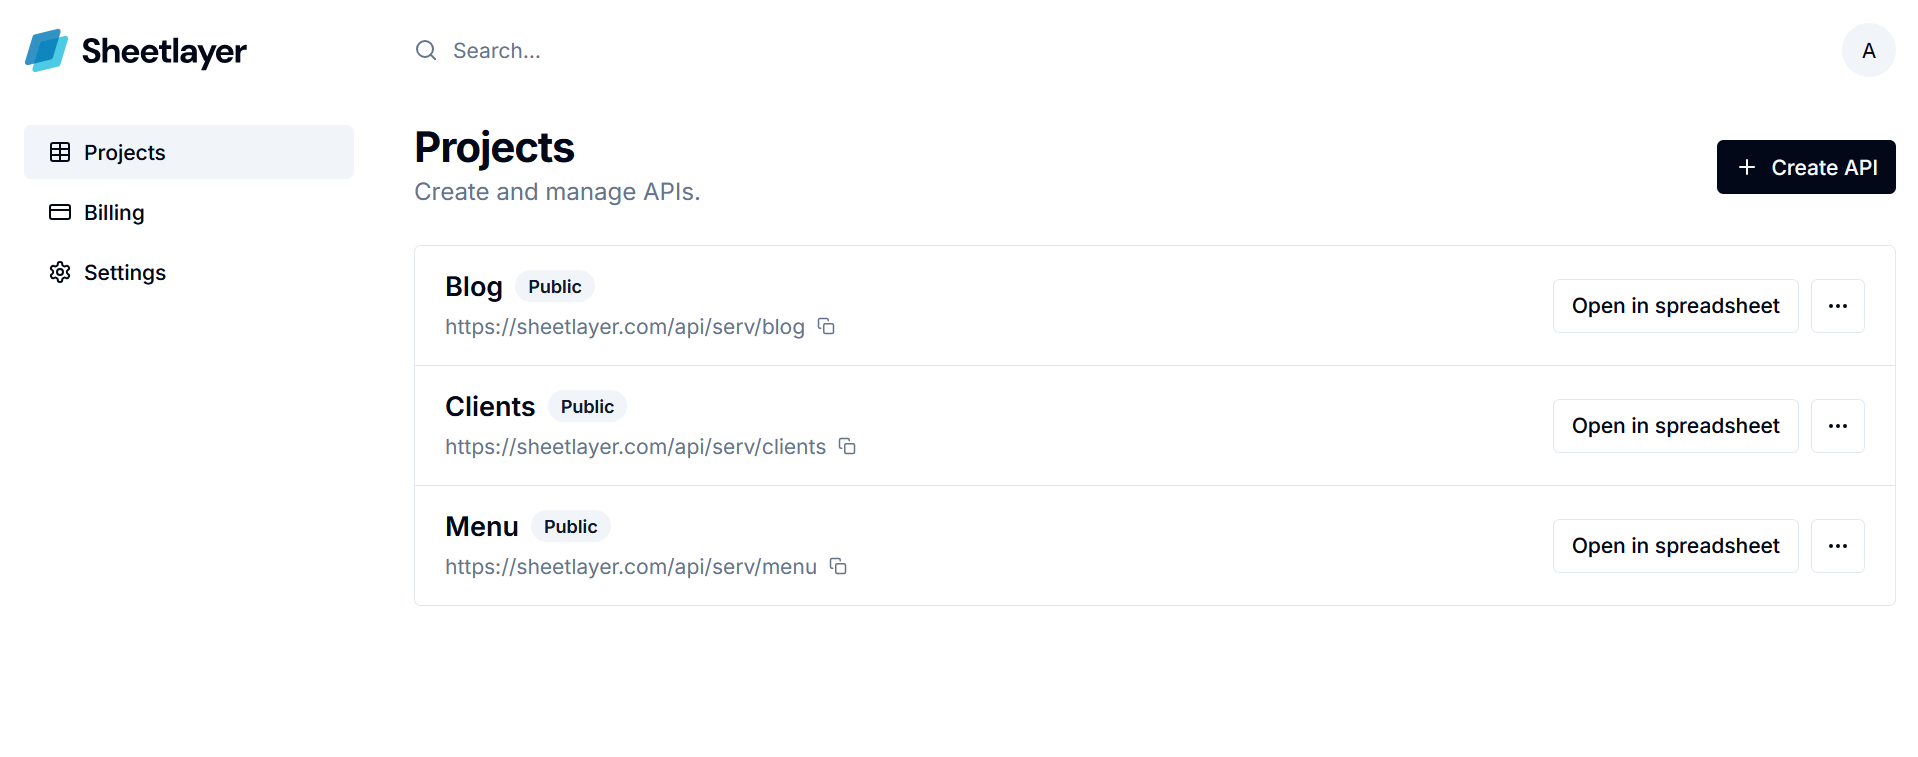 Sheetlayer
Search...
A
Projects
Billing
Settings
Projects
Create and manage APIs.
Create API
Blog Public
https://sheetlayer.com/api/serv/blog
Open in spreadsheet
Clients Public
https://sheetlayer.com/api/serv/clients
Open in spreadsheet
Menu Public
https://sheetlayer.com/api/serv/menu
Open in spreadsheet